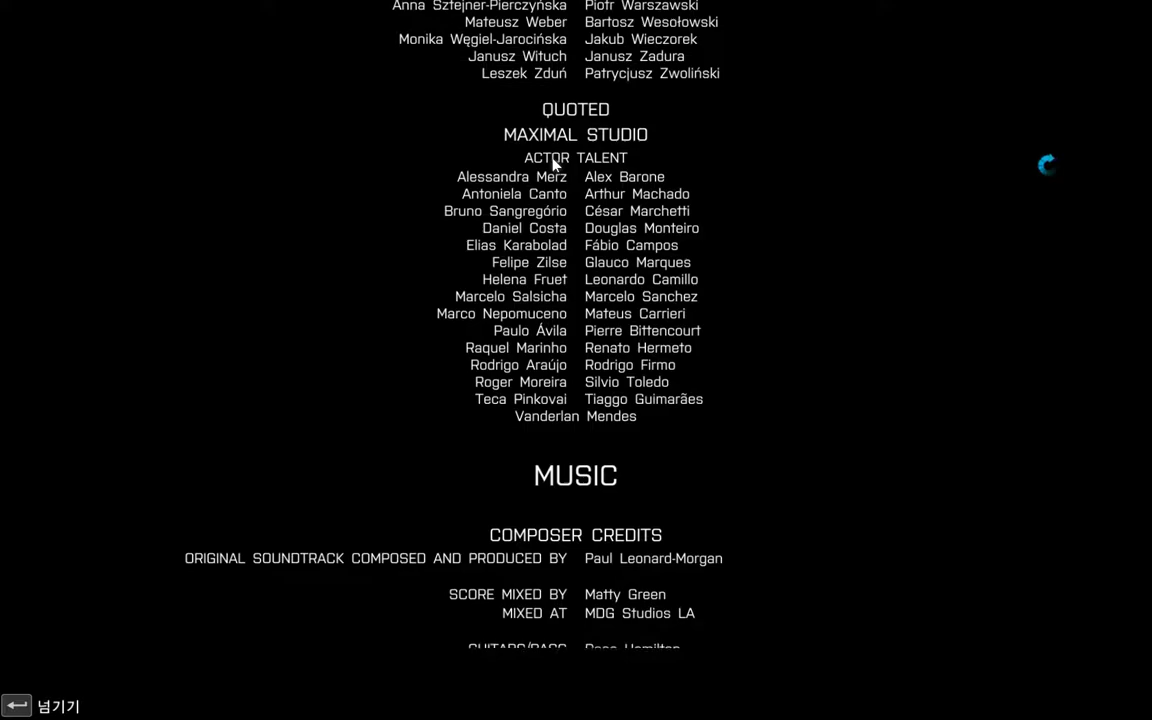 Anna Sztejner-Pierczyńska Piotr Warszawski
Mateusz Weber Bartosz Wesołowski
Monika Węgiel-Jarocińska Jakub Wieczorek
Janusz Wituch Janusz Zadura
Leszek Zduń Patrycjusz Zwoliński
QUOTED
MAXIMAL STUDIO
ACTOR TALENT
Alessandra Merz Alex Barone
Antoniela Canto Arthur Machado
Bruno Sangregório César Marchetti
Daniel Costa Douglas Monteiro
Elias Karabolad Fábio Campos
Felipe Zilse Glauco Marques
Helena Fruet Leonardo Camillo
Marcelo Salsicha Marcelo Sanchez
Marco Nepomuceno Mateus Carrieri
Paulo Ávila Pierre Bittencourt
Raquel Marinho Renato Hermeto
Rodrigo Araújo Rodrigo Firmo
Roger Moreira Silvio Toledo
Teca Pinkovai Tiaggo Guimarães
Vanderlan Mendes
MUSIC
COMPOSER CREDITS
ORIGINAL SOUNDTRACK COMPOSED AND PRODUCED BY Paul Leonard-Morgan
SCORE MIXED BY Matty Green
MIXED AT MDG Studios LA
GUITARS/BASS Hamilton
넘기기